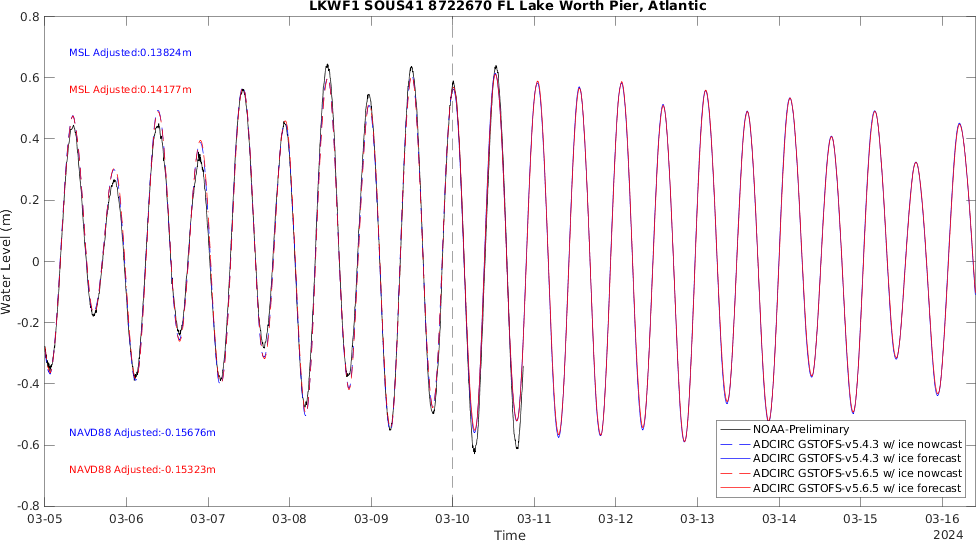 LKWF1 SOUS41 8722670 FL Lake Worth Pier, Atlantic
0.8
0.6
0.4
0.2
0
-0.2
-0.4
-0.6
-0.8
Water Level (m)
MSL Adjusted:0.13824m
MSL Adjusted:0.14177m
NAVD88 Adjusted:-0.15676m
NAVD88 Adjusted:-0.15323m
NOAA-Preliminary
ADCIRC GSTOFS-v5.4.3 w/ ice nowcast
ADCIRC GSTOFS-v5.4.3 w/ ice forecast
ADCIRC GSTOFS-v5.6.5 w/ ice nowcast
ADCIRC GSTOFS-v5.6.5 w/ ice forecast
03-05 03-06 03-07 03-08 03-09 03-10 03-11 03-12 03-13 03-14 03-15 03-16
Time
2024